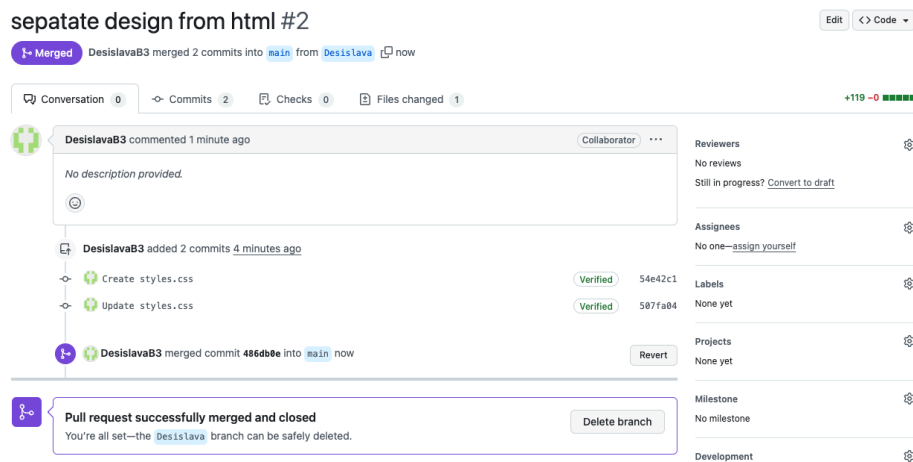 sepatate design from html #2
Edit
<> Code
Merged
DesislavaB3 merged 2 commits into main from Desislava now
Conversation 0
Commits 2
Checks 0
Files changed 1
+119 −0
DesislavaB3 commented 1 minute ago
Collaborator
No description provided.
DesislavaB3 added 2 commits 4 minutes ago
Create styles.css
Verified
54e42c1
Update styles.css
Verified
507fa04
DesislavaB3 merged commit 486db0e into main now
Revert
Pull request successfully merged and closed
You're all set—the Desislava branch can be safely deleted.
Delete branch
Reviewers
No reviews
Still in progress? Convert to draft
Assignees
No one—assign yourself
Labels
None yet
Projects
None yet
Milestone
No milestone
Development